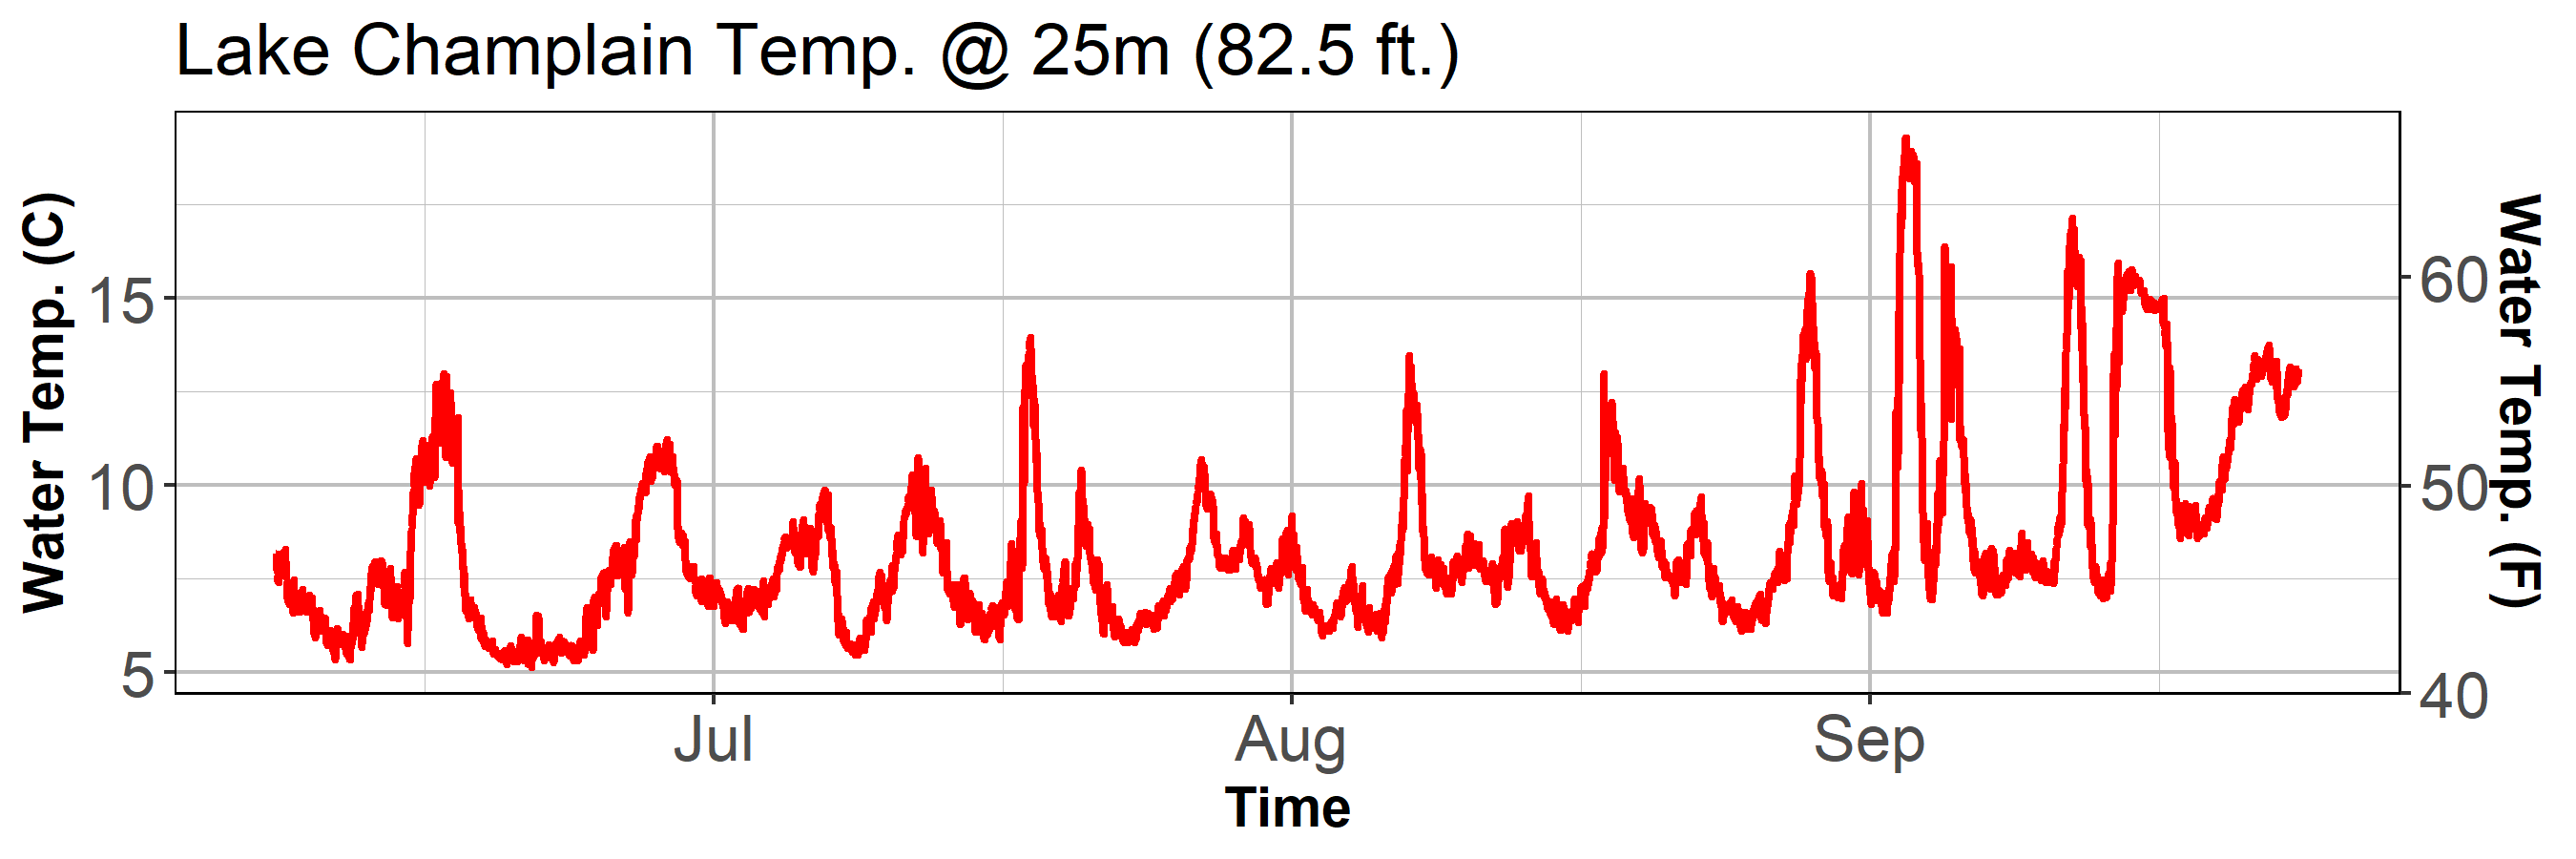 Lake Champlain Temp. @ 25m (82.5 ft.)
Water Temp. (C)
15
10
5
60
50
40
Water Temp. (F)
Jul Aug Sep
Time